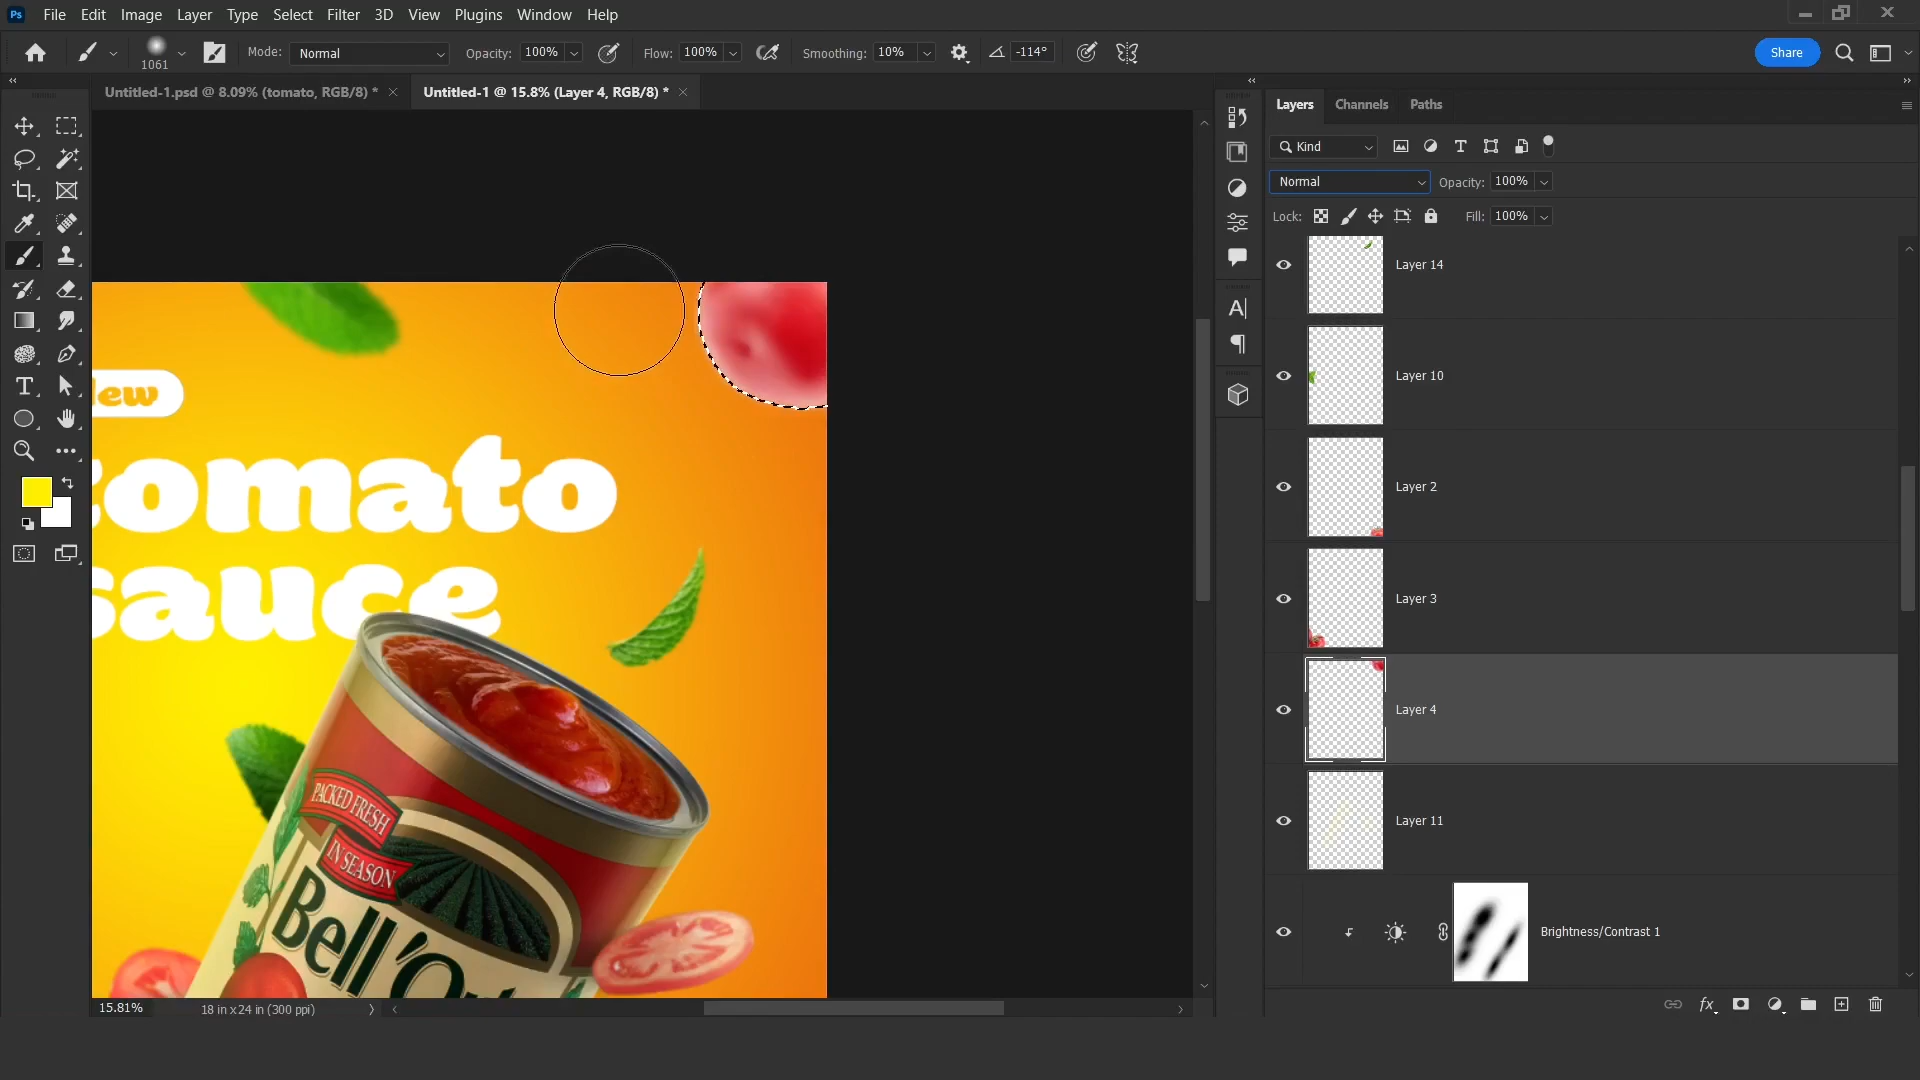 Ps File Edit Image Layer Type Select Filter 3D View Plugins Window Help
1061 Mode: Normal Opacity: 100% Flow: 100% Smoothing: 10% -114° Share
Untitled-1.psd @ 8.09% (tomato, RGB/8) * Untitled-1 @ 15.8% (Layer 4, RGB/8) *
Layers Channels Paths
Kind
Normal Opacity: 100%
Lock: Fill: 100%
Layer 14
Layer 10
Layer 2
Layer 3
Layer 4
Layer 11
Brightness/Contrast 1
ew
tomato
sauce
PACKED FRESH
IN SEASON
Bell'O
15.81% 18 in x 24 in (300 ppi)